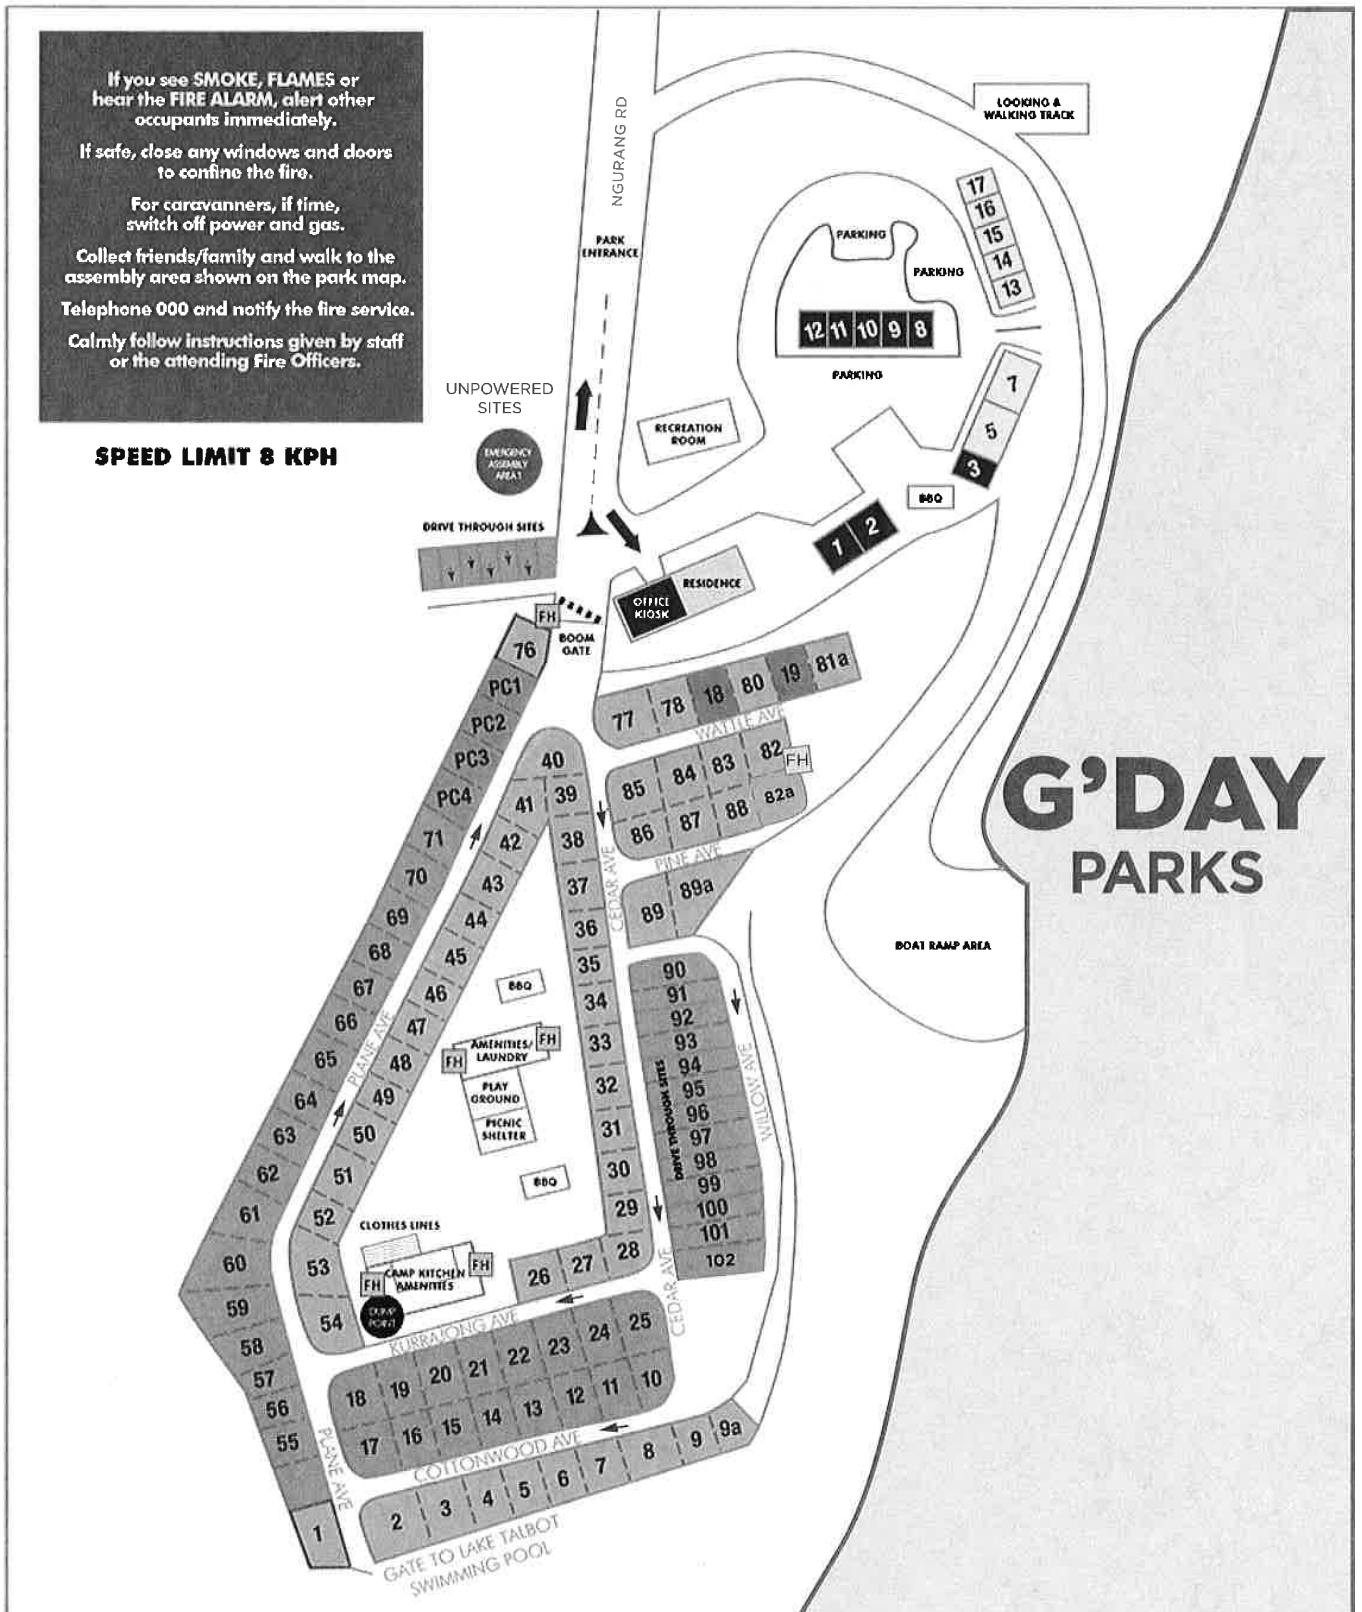 If you see SMOKE, FLAMES or
hear the FIRE ALARM, alert other
occupants immediately.
If safe, close any windows and doors
to confine the fire.
For caravanners, if time,
switch off power and gas.
Collect friends/family and walk to the
assembly area shown on the park map.
Telephone 000 and notify the fire service.
Calmly follow instructions given by staff
or the attending Fire Officers.
SPEED LIMIT 8 KPH
UNPOWERED
SITES
EMERGENCY
ASSEMBLY
AREA 1
DRIVE THROUGH SITES
NGURANG RD
PARK
ENTRANCE
LOOKING &
WALKING TRACK
17
16
15
14
13
PARKING
PARKING
12 11 10 9 8
PARKING
7
5
3
RECREATION
ROOM
BBQ
1 2
RESIDENCE
OFFICE
KIOSK
FH
BOOM
GATE
76
PC1
PC2
PC3
PC4
71
70
69
68
67
66
65
64
63
62
61
60
59
58
57
56
55
1
PLANE AVE
PLANE AVE
77 78 18 80 19 81a
WATTLE AVE
85 84 83 82
FH
86 87 88 82a
PINE AVE
89 89a
CEDAR AVE
40
41
42
43
44
45
46
47
48
49
50
51
52
53
54
39
38
37
36
35
34
33
32
31
30
29
28
27
26
BBQ
AMENITIES/
LAUNDRY
FH
FH
PLAY
GROUND
PICNIC
SHELTER
BBQ
CLOTHES LINES
CAMP KITCHEN
AMENITIES
FH
FH
DUMP
POINT
90
91
92
93
94
95
96
97
98
99
100
101
102
DRIVE THROUGH SITES
WILLOW AVE
CEDAR AVE
KURRAJONG AVE
18 19 20 21 22 23 24 25
17 16 15 14 13 12 11 10
COTTONWOOD AVE
2 3 4 5 6 7 8 9 9a
GATE TO LAKE TALBOT
SWIMMING POOL
BOAT RAMP AREA
G'DAY
PARKS